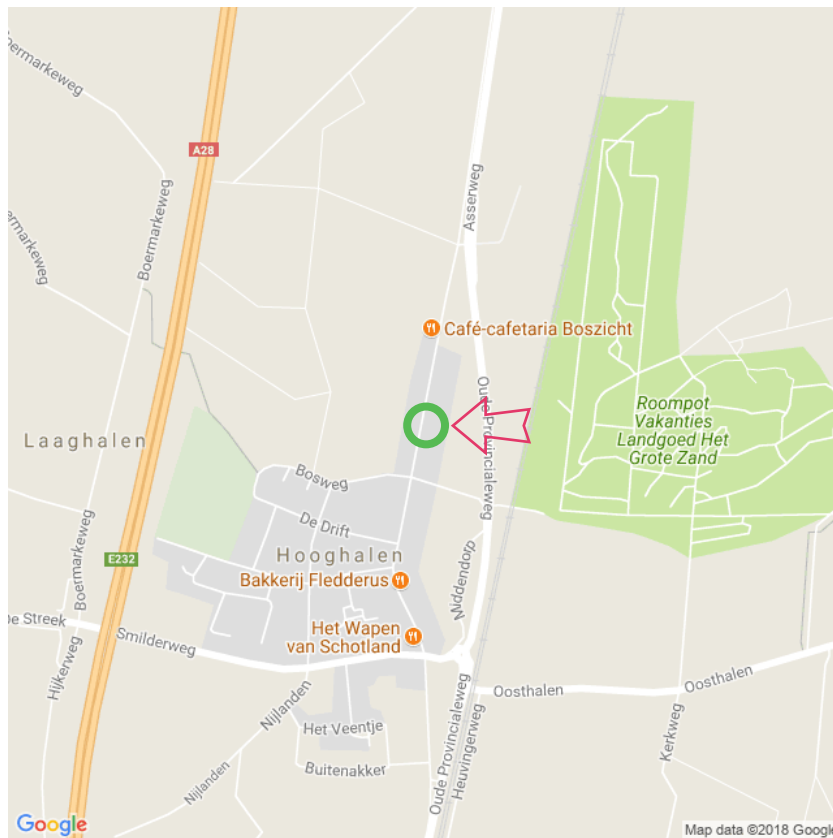 Boermarkeweg
A28
Boermarkeweg
Asserweg
Boermarkeweg
Café-cafetaria Boszicht
Oude Provincialeweg
Roompot
Vakanties
Landgoed Het
Grote Zand
Laaghalen
Bosweg
De Drift
Boermarkeweg
Hooghalen
E232
Bakkerij Fledderus
Middendorp
De Streek
Smilderweg
Het Wapen
van Schotland
Hijkerweg
Oosthalen
Oosthalen
Nijlanden
Het Veentje
Kerkweg
Oude Provincialeweg
Heuvingerweg
Buitenakker
Nijlanden
Google
Map data ©2018 Google